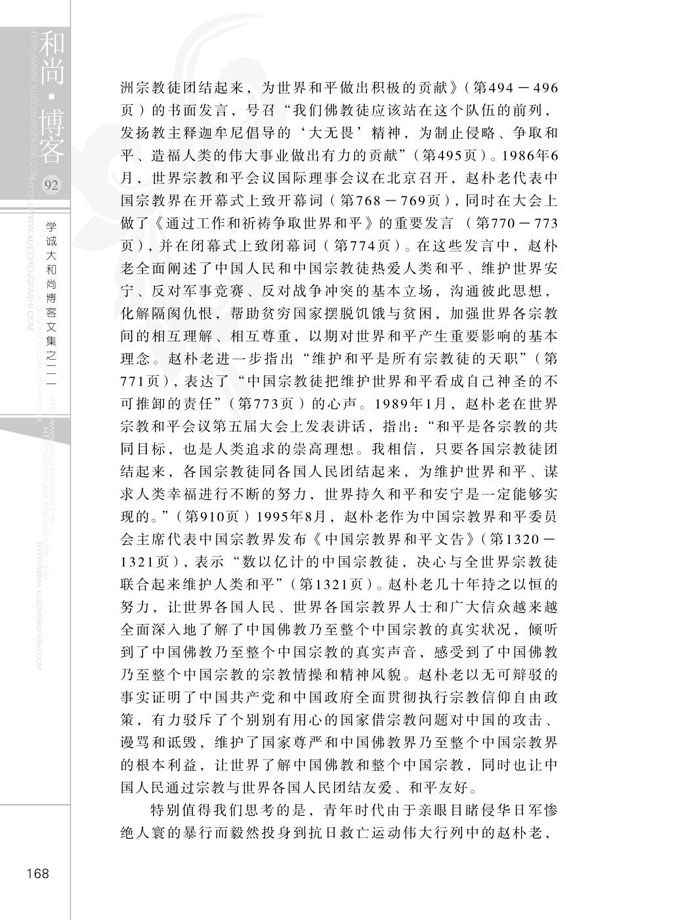 和尚·博客
92
学诚大和尚博客文集之二
洲宗教徒团结起来，为世界和平做出积极的贡献》（第494－496
页）的书面发言，号召“我们佛教徒应该站在这个队伍的前列，
发扬教主释迦牟尼倡导的‘大无畏’精神，为制止侵略、争取和
平、造福人类的伟大事业做出有力的贡献”（第495页）。1986年6
月，世界宗教和平会议国际理事会议在北京召开，赵朴老代表中
国宗教界在开幕式上致开幕词（第768－769页），同时在大会上
做了《通过工作和祈祷争取世界和平》的重要发言 （第770－773
页），并在闭幕式上致闭幕词（第774页）。在这些发言中，赵朴
老全面阐述了中国人民和中国宗教徒热爱人类和平、维护世界安
宁、反对军事竞赛、反对战争冲突的基本立场，沟通彼此思想，
化解隔阂仇恨，帮助贫穷国家摆脱饥饿与贫困，加强世界各宗教
间的相互理解、相互尊重，以期对世界和平产生重要影响的基本
理念。赵朴老进一步指出“维护和平是所有宗教徒的天职”（第
771页），表达了“中国宗教徒把维护世界和平看成自己神圣的不
可推卸的责任”（第773页）的心声。1989年1月，赵朴老在世界
宗教和平会议第五届大会上发表讲话，指出：“和平是各宗教的共
同目标，也是人类追求的崇高理想。我相信，只要各国宗教徒团
结起来，各国宗教徒同各国人民团结起来，为维护世界和平、谋
求人类幸福进行不断的努力，世界持久和平和安宁是一定能够实
现的。”（第910页）1995年8月，赵朴老作为中国宗教界和平委员
会主席代表中国宗教界发布《中国宗教界和平文告》（第1320－
1321页），表示“数以亿计的中国宗教徒，决心与全世界宗教徒
联合起来维护人类和平”（第1321页）。赵朴老几十年持之以恒的
努力，让世界各国人民、世界各国宗教界人士和广大信众越来越
全面深入地了解了中国佛教乃至整个中国宗教的真实状况，倾听
到了中国佛教乃至整个中国宗教的真实声音，感受到了中国佛教
乃至整个中国宗教的宗教情操和精神风貌。赵朴老以无可辩驳的
事实证明了中国共产党和中国政府全面贯彻执行宗教信仰自由政
策，有力驳斥了个别别有用心的国家借宗教问题对中国的攻击、
谩骂和诋毁，维护了国家尊严和中国佛教界乃至整个中国宗教界
的根本利益，让世界了解中国佛教和整个中国宗教，同时也让中
国人民通过宗教与世界各国人民团结友爱、和平友好。
特别值得我们思考的是，青年时代由于亲眼目睹侵华日军惨
绝人寰的暴行而毅然投身到抗日救亡运动伟大行列中的赵朴老，
168